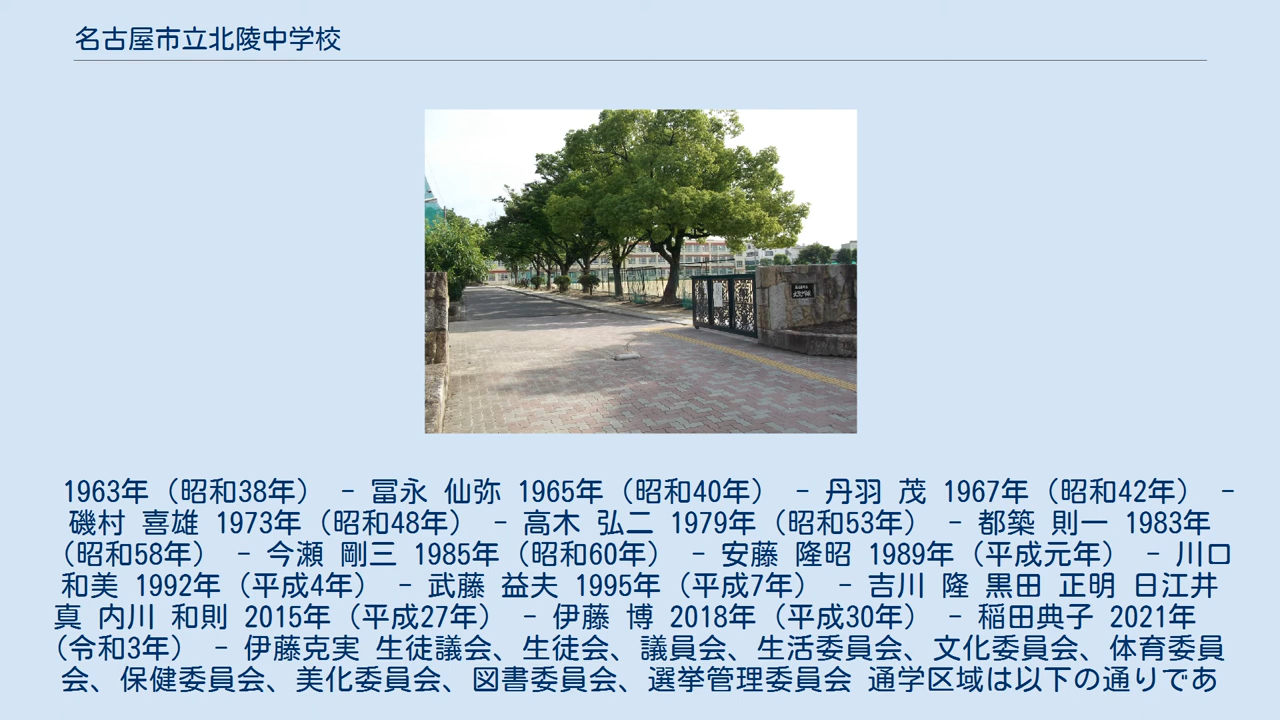 名古屋市立北陵中学校
1963年（昭和38年） - 冨永 仙弥 1965年（昭和40年） - 丹羽 茂 1967年（昭和42年） -
磯村 喜雄 1973年（昭和48年） - 高木 弘二 1979年（昭和53年） - 都築 則一 1983年
（昭和58年） - 今瀬 剛三 1985年（昭和60年） - 安藤 隆昭 1989年（平成元年） - 川口
和美 1992年（平成4年） - 武藤 益夫 1995年（平成7年） - 吉川 隆 黒田 正明 日江井
真 内川 和則 2015年（平成27年） - 伊藤 博 2018年（平成30年） - 稲田典子 2021年
（令和3年） - 伊藤克実 生徒議会、生徒会、議員会、生活委員会、文化委員会、体育委員
会、保健委員会、美化委員会、図書委員会、選挙管理委員会 通学区域は以下の通りであ